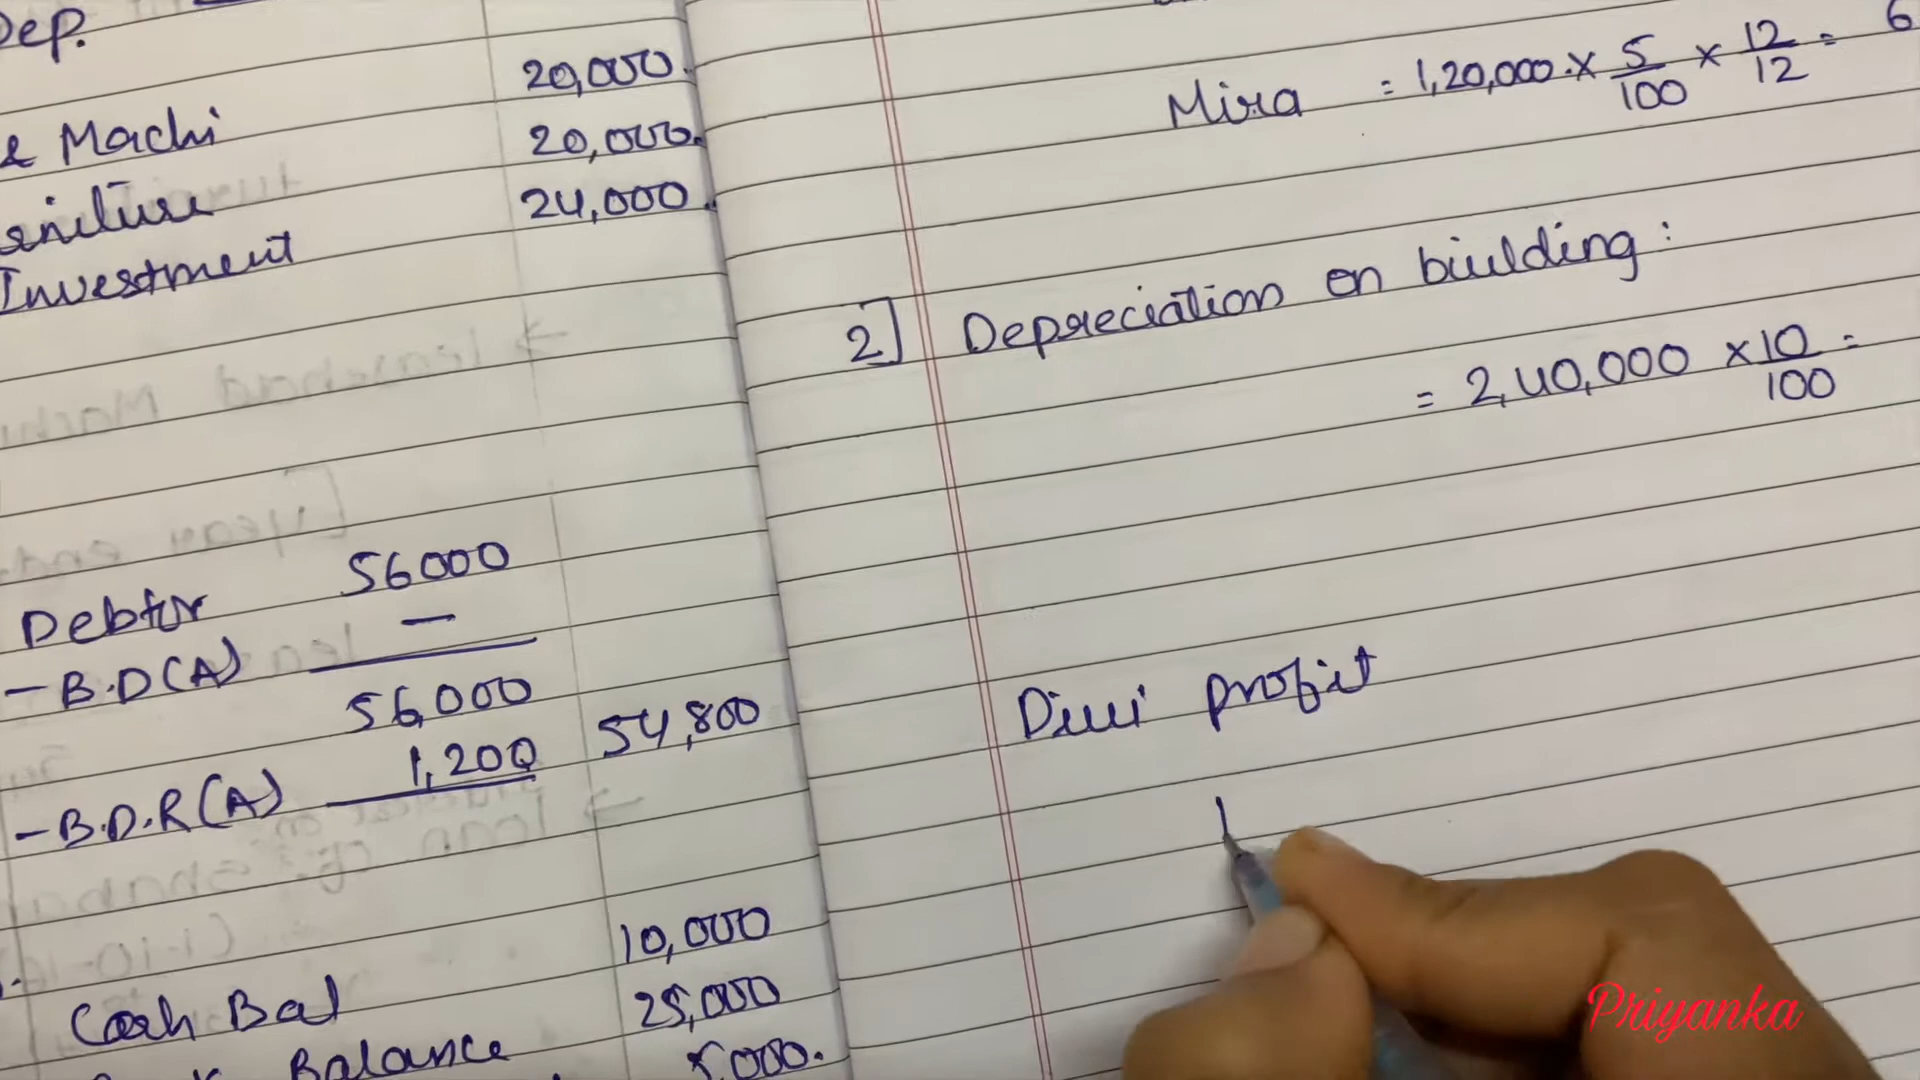 Dep.
20,000.
& Machi 20,000.
24,000.
Investment
Debtor 56000
- B.D(A) —
56,000
- B.D.R(A) 1,200 54,800
10,000
Cash Bal 25,000
Balance 5,000.
Mira = 1,20,000 × 5/100 × 12/12 = 6
2] Depreciation on building:
= 2,40,000 × 10/100 =
profit
Priyanka